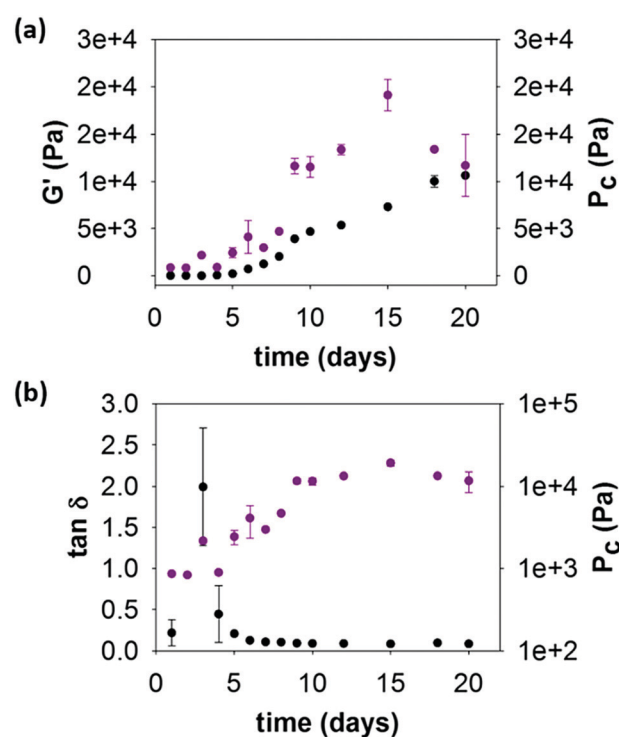 (a)
3e+4 3e+4
2e+4 2e+4
2e+4 2e+4
1e+4 1e+4
5e+3 5e+3
0 0
G' (Pa)
Pc (Pa)
0 5 10 15 20
time (days)
(b)
3.0 1e+5
2.5
2.0 1e+4
1.5
1.0 1e+3
0.5
0.0 1e+2
tan δ
Pc (Pa)
0 5 10 15 20
time (days)